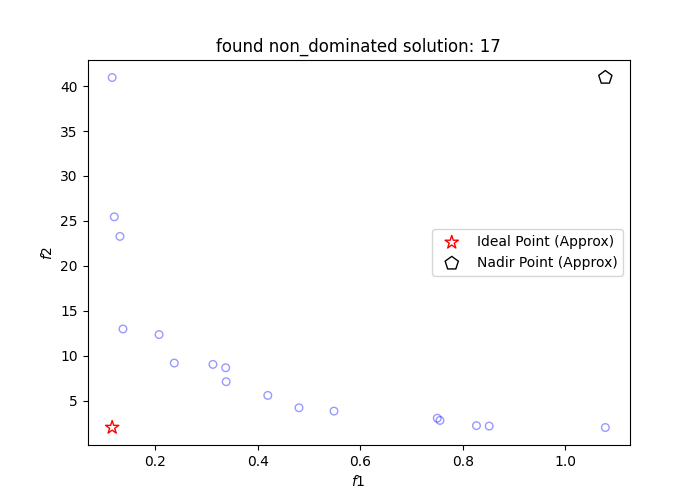 found non_dominated solution: 17
40
35
30
25
20
15
10
5
f2
Ideal Point (Approx)
Nadir Point (Approx)
0.2 0.4 0.6 0.8 1.0
f1